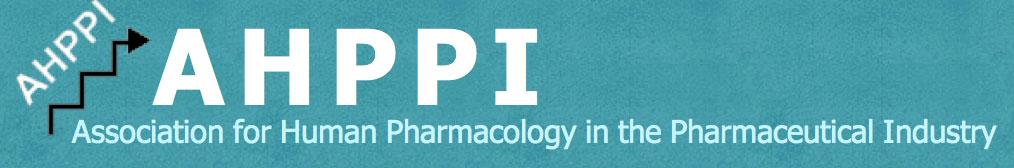 AHPPI
AHPPI
Association for Human Pharmacology in the Pharmaceutical Industry